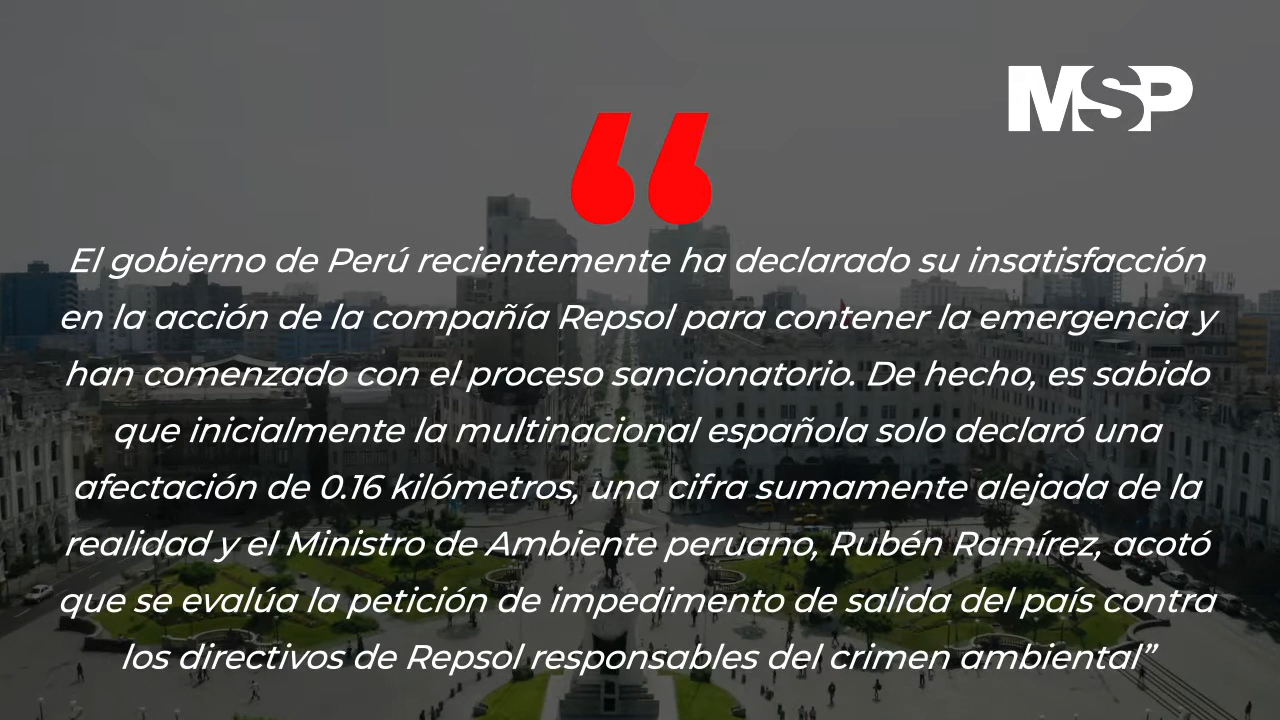 MSP
“
El gobierno de Perú recientemente ha declarado su insatisfacción
en la acción de la compañía Repsol para contener la emergencia y
han comenzado con el proceso sancionatorio. De hecho, es sabido
que inicialmente la multinacional española solo declaró una
afectación de 0.16 kilómetros, una cifra sumamente alejada de la
realidad y el Ministro de Ambiente peruano, Rubén Ramírez, acotó
que se evalúa la petición de impedimento de salida del país contra
los directivos de Repsol responsables del crimen ambiental”